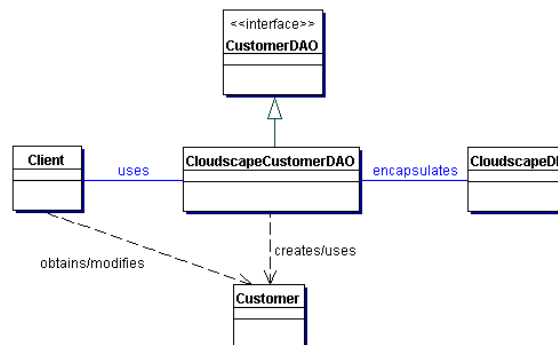 <<interface>>
CustomerDAO
Client
uses
CloudscapeCustomerDAO
encapsulates
obtains/modifies
creates/uses
Customer